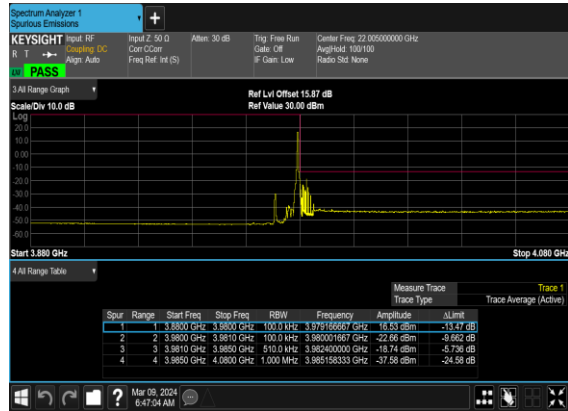 Spectrum Analyzer 1
Spurious Emissions
+
KEYSIGHT Input: RF Input Z: 50 Ω Atten: 30 dB Trig: Free Run Center Freq: 22.005000000 GHz
R T Coupling: DC Corr CCorr Gate: Off Avg|Hold: 100/100
Align: Auto Freq Ref: Int (S) IF Gain: Low Radio Std: None
PASS
3 All Range Graph
Ref Lvl Offset 15.87 dB
Scale/Div 10.0 dB Ref Value 30.00 dBm
Log
20.0
10.0
0.00
-10.0
-20.0
-30.0
-40.0
-50.0
-60.0
Start 3.880 GHz Stop 4.080 GHz
4 All Range Table
Measure Trace Trace 1
Trace Type Trace Average (Active)
Spur Range Start Freq Stop Freq RBW Frequency Amplitude ΔLimit
1 1 3.8800 GHz 3.9800 GHz 100.0 kHz 3.979166667 GHz 16.53 dBm -13.47 dB
2 2 3.9800 GHz 3.9810 GHz 100.0 kHz 3.980001667 GHz -22.66 dBm -9.662 dB
3 3 3.9810 GHz 3.9850 GHz 510.0 kHz 3.982400000 GHz -18.74 dBm -5.736 dB
4 4 3.9850 GHz 4.0800 GHz 1.000 MHz 3.985158333 GHz -37.58 dBm -24.58 dB
? Mar 09, 2024
6:47:04 AM